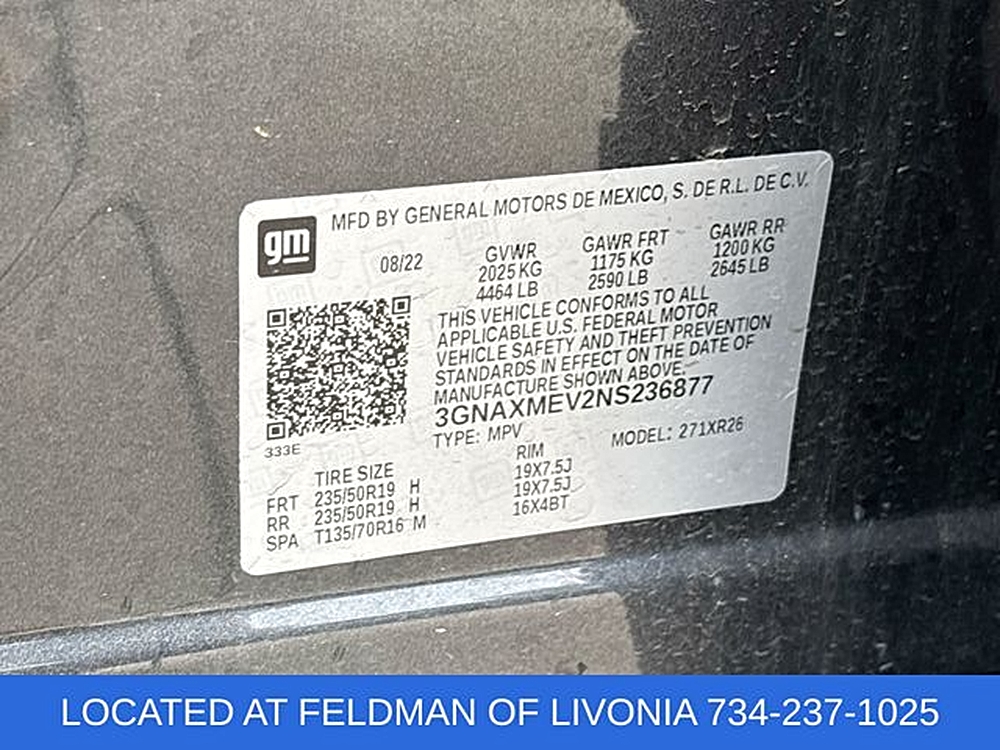 gm
MFD BY GENERAL MOTORS DE MEXICO, S. DE R.L. DE C.V.
08/22
GVWR GAWR FRT GAWR RR
2025 KG 1175 KG 1200 KG
4464 LB 2590 LB 2645 LB
THIS VEHICLE CONFORMS TO ALL
APPLICABLE U.S. FEDERAL MOTOR
VEHICLE SAFETY AND THEFT PREVENTION
STANDARDS IN EFFECT ON THE DATE OF
MANUFACTURE SHOWN ABOVE.
3GNAXMEV2NS236877
TYPE: MPV MODEL: 271XR26
333E
TIRE SIZE RIM
FRT 235/50R19 H 19X7.5J
RR 235/50R19 H 19X7.5J
SPA T135/70R16 M 16X4BT
LOCATED AT FELDMAN OF LIVONIA 734-237-1025